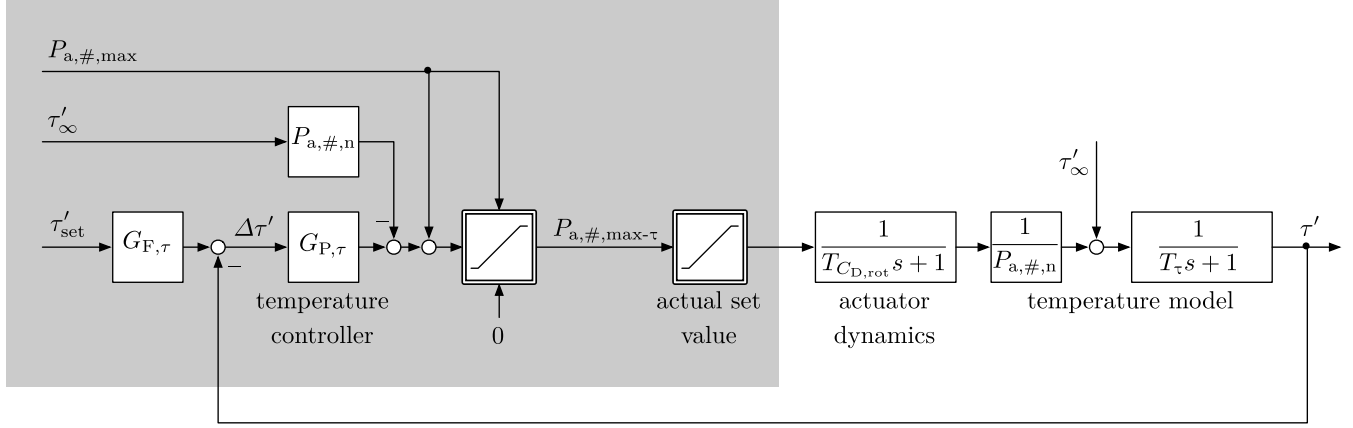 P_{a,#,max}
τ′_∞
P_{a,#,n}
τ′_∞
τ′_{set}
G_{F,τ}
Δτ′
−
G_{P,τ}
−
P_{a,#,max-τ}
1
T_{C_{D,rot}} s + 1
1
P_{a,#,n}
1
T_τ s + 1
τ′
temperature
controller
0
actual set
value
actuator
dynamics
temperature model